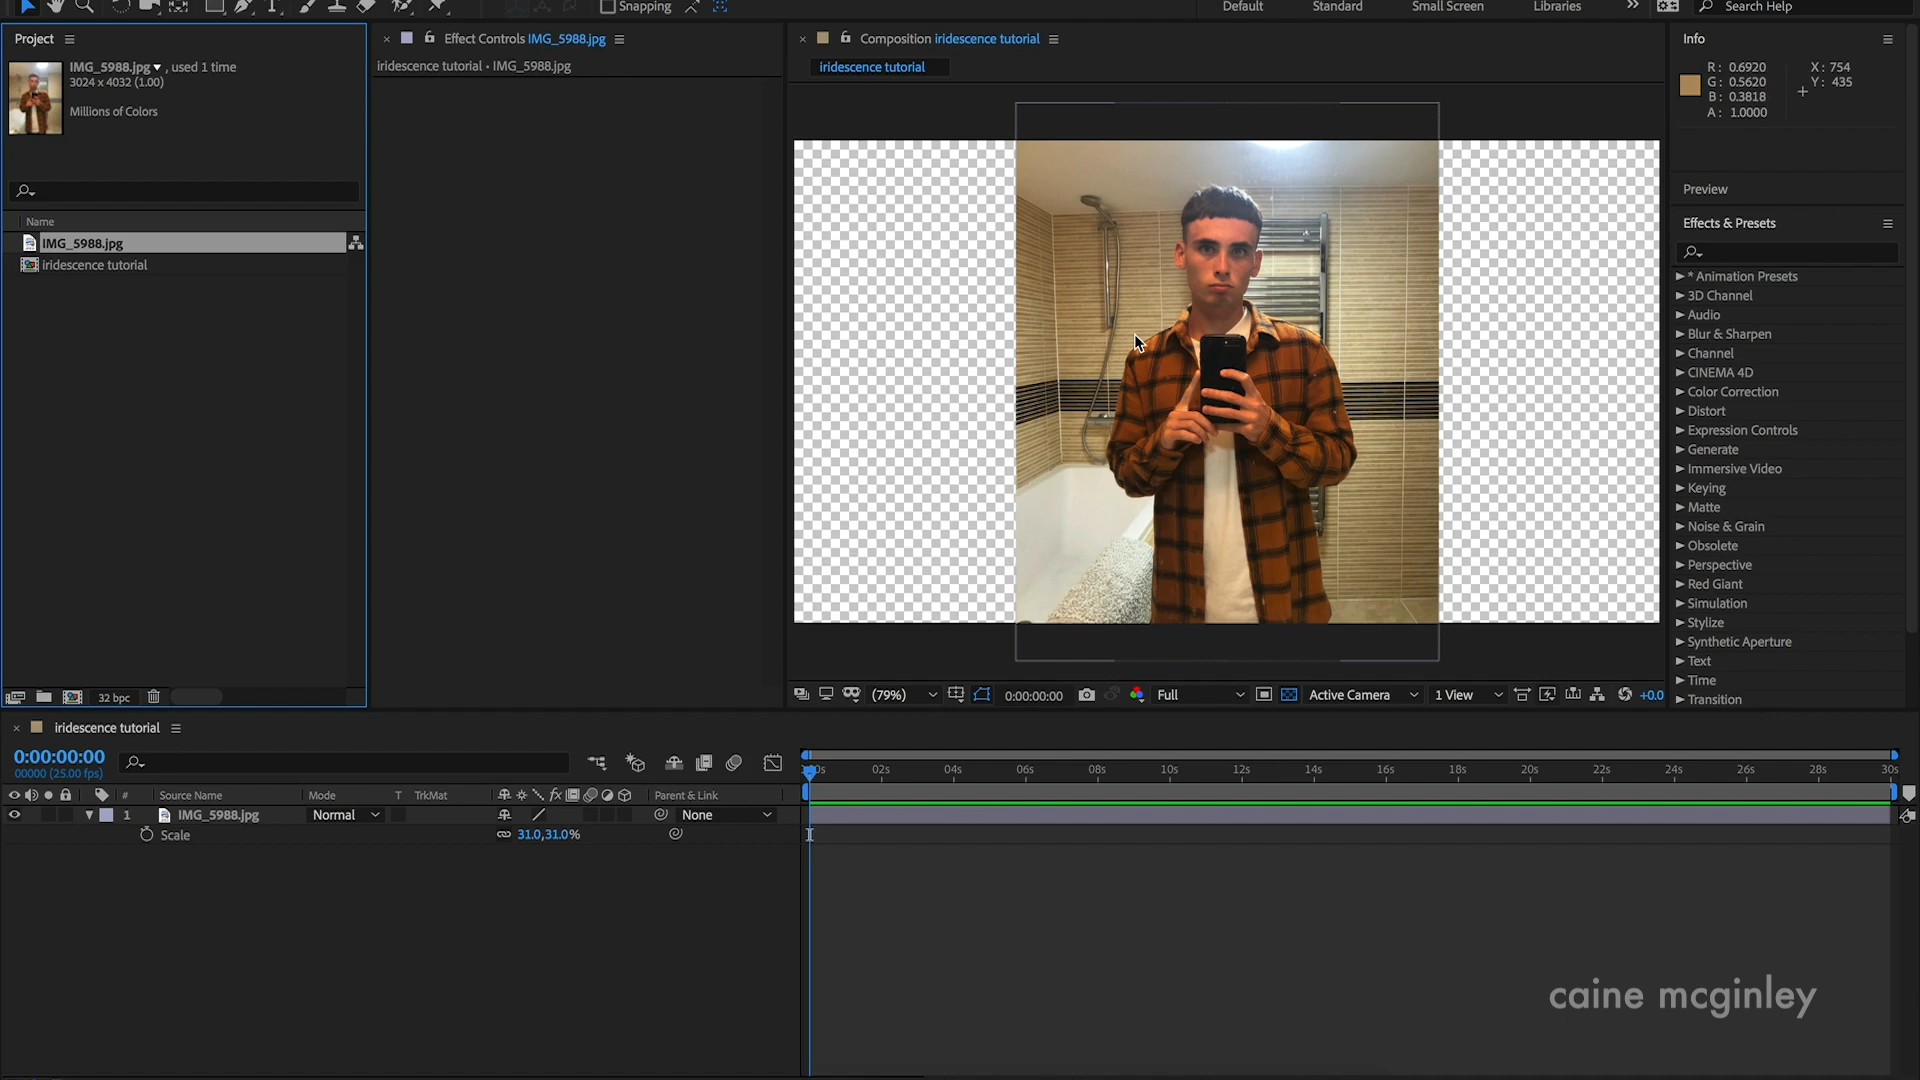 Snapping
Default
Standard
Small Screen
Libraries
Search Help
Project
Effect Controls IMG_5988.jpg
Composition iridescence tutorial
Info
IMG_5988.jpg, used 1 time
3024 x 4032 (1.00)
Millions of Colors
iridescence tutorial • IMG_5988.jpg
iridescence tutorial
R: 0.6920
G: 0.5620
B: 0.3818
A: 1.0000
X: 754
Y: 435
Preview
Effects & Presets
Name
IMG_5988.jpg
iridescence tutorial
* Animation Presets
3D Channel
Audio
Blur & Sharpen
Channel
CINEMA 4D
Color Correction
Distort
Expression Controls
Generate
Immersive Video
Keying
Matte
Noise & Grain
Obsolete
Perspective
Red Giant
Simulation
Stylize
Synthetic Aperture
Text
Time
Transition
32 bpc
(79%)
0:00:00:00
Full
Active Camera
1 View
+0.0
iridescence tutorial
0:00:00:00
00000 (25.00 fps)
02s 04s 06s 08s 10s 12s 14s 16s 18s 20s 22s 24s 26s 28s 30s
# Source Name Mode T TrkMat Parent & Link
1 IMG_5988.jpg Normal None
Scale 31.0,31.0%
caine mcginley